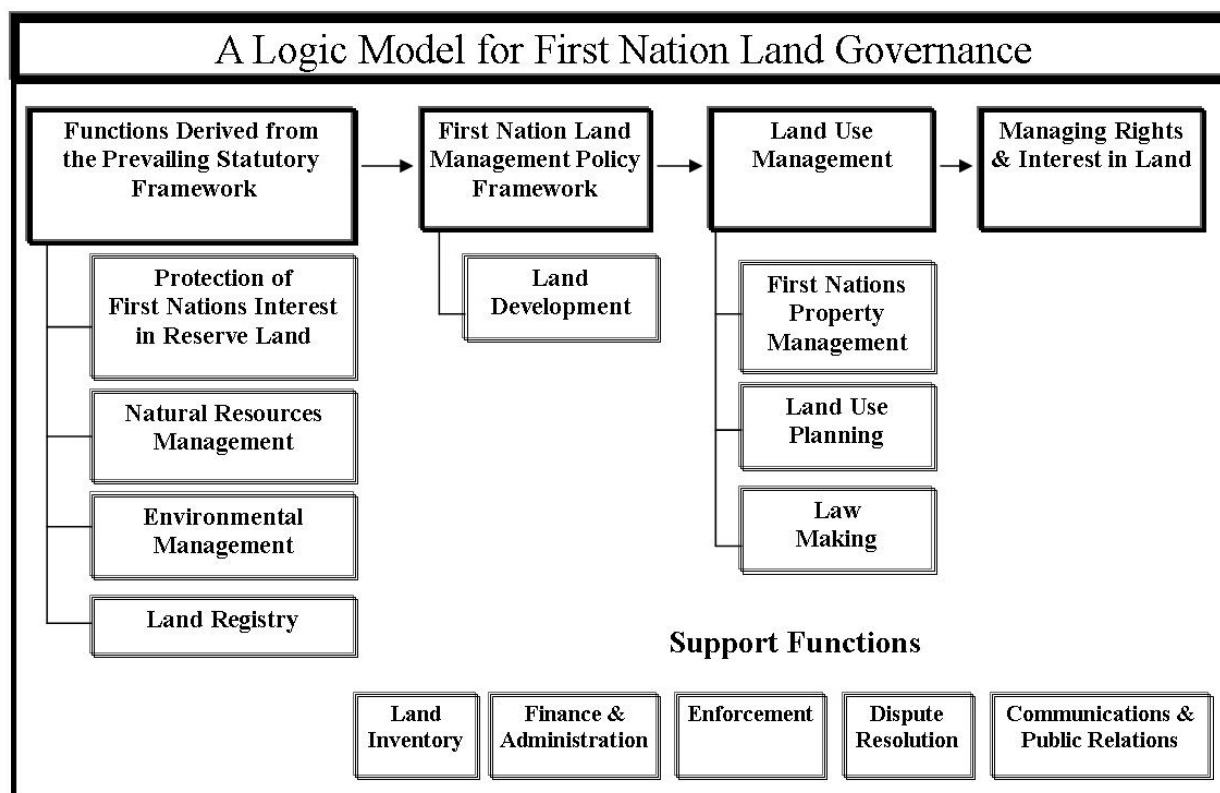 A Logic Model for First Nation Land Governance
Functions Derived from
the Prevailing Statutory
Framework
First Nation Land
Management Policy
Framework
Land Use
Management
Managing Rights
& Interest in Land
Protection of
First Nations Interest
in Reserve Land
Natural Resources
Management
Environmental
Management
Land Registry
Land
Development
First Nations
Property
Management
Land Use
Planning
Law
Making
Support Functions
Land
Inventory
Finance &
Administration
Enforcement
Dispute
Resolution
Communications &
Public Relations